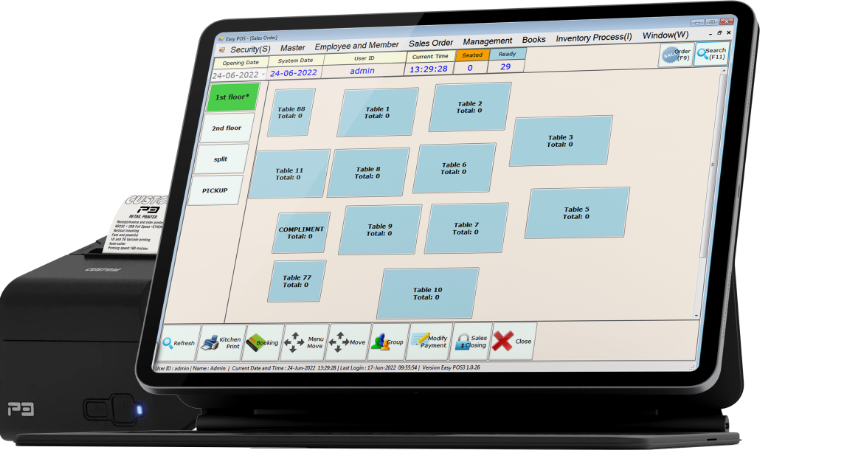 Easy POS - [Sales Order]
Security(S) Master Employee and Member Sales Order Management Books Inventory Process(I) Window(W)
Opening Date System Date User ID Current Time Seated Ready
24-06-2022 - 24-06-2022 admin 13:29:28 0 29
Order
(F9)
Search
(F11)
1st floor*
2nd floor
split
PICKUP
Table 88
Total: 0
Table 1
Total: 0
Table 2
Total: 0
Table 3
Total: 0
Table 11
Total: 0
Table 8
Total: 0
Table 6
Total: 0
Table 5
Total: 0
COMPLIMENT
Total: 0
Table 9
Total: 0
Table 7
Total: 0
Table 77
Total: 0
Table 10
Total: 0
Refresh
Kitchen
Print
Booking
Menu
Move
Move
Group
Modify
Payment
Sales
Closing
Close
User ID : admin | Name : Admin | Current Date and Time : 24-Jun-2022 13:29:28 | Last Login : 17-Jun-2022 09:55:54 | Version Easy POS3 1.0.26
CUSTOM
P3
RETAIL PRINTER
CUSTOM
P3